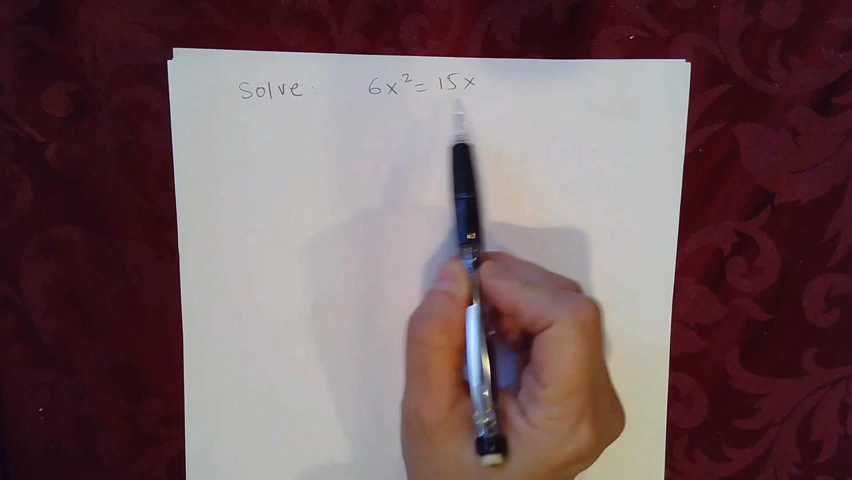 Solve: 6x² = 15x